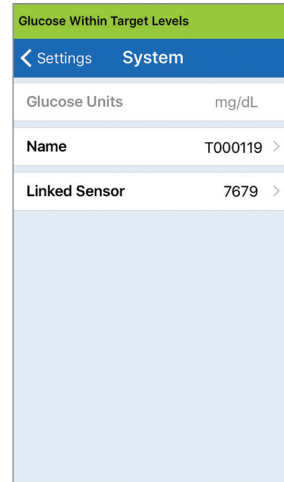 Glucose Within Target Levels
Settings System
Glucose Units mg/dL
Name T000119
Linked Sensor 7679